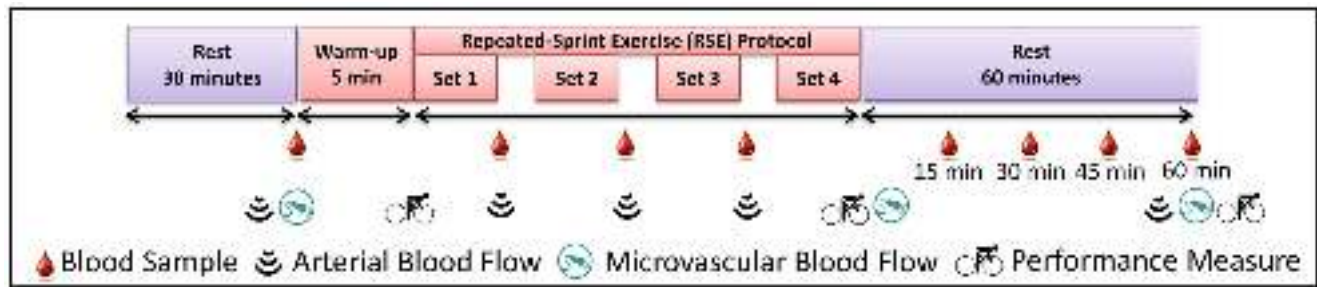 Repeated-Sprint Exercise (RSE) Protocol
Rest
30 minutes
Warm-up
5 min
Set 1
Set 2
Set 3
Set 4
Rest
60 minutes
15 min
30 min
45 min
60 min
Blood Sample
Arterial Blood Flow
Microvascular Blood Flow
Performance Measure